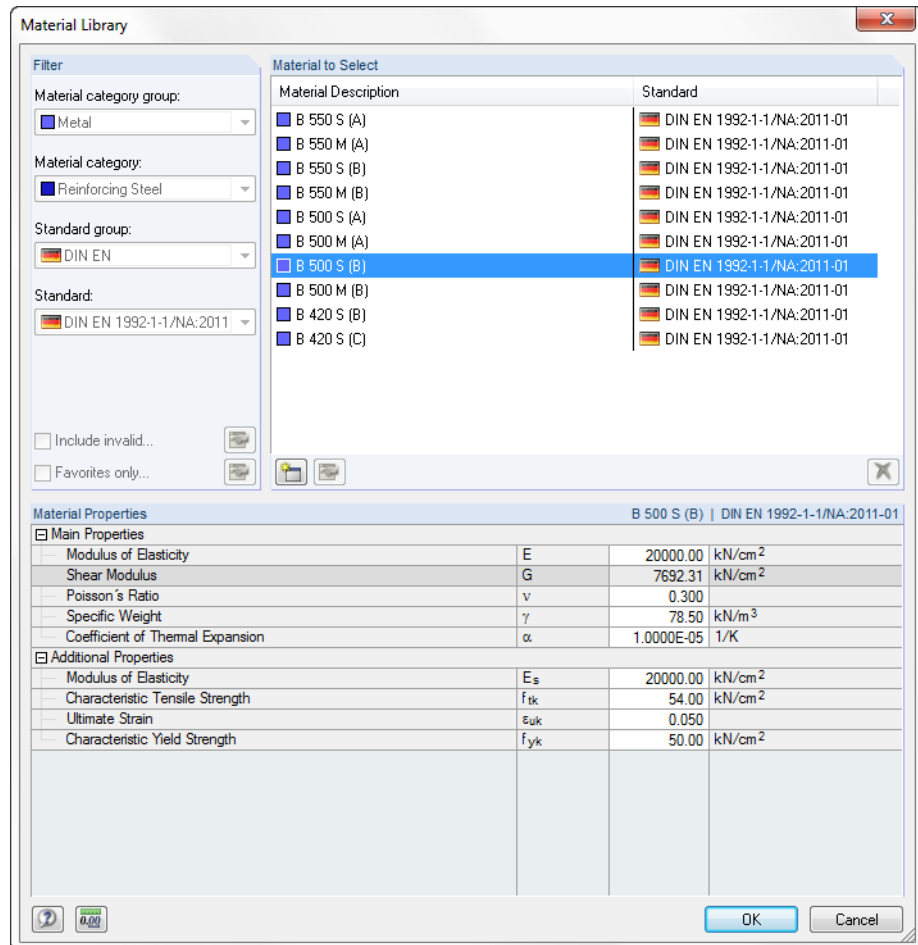 Material Library
Filter
Material category group:
Metal
Material category:
Reinforcing Steel
Standard group:
DIN EN
Standard:
DIN EN 1992-1-1/NA:2011
Include invalid...
Favorites only...
Material to Select
Material Description Standard
B 550 S (A) DIN EN 1992-1-1/NA:2011-01
B 550 M (A) DIN EN 1992-1-1/NA:2011-01
B 550 S (B) DIN EN 1992-1-1/NA:2011-01
B 550 M (B) DIN EN 1992-1-1/NA:2011-01
B 500 S (A) DIN EN 1992-1-1/NA:2011-01
B 500 M (A) DIN EN 1992-1-1/NA:2011-01
B 500 S (B) DIN EN 1992-1-1/NA:2011-01
B 500 M (B) DIN EN 1992-1-1/NA:2011-01
B 420 S (B) DIN EN 1992-1-1/NA:2011-01
B 420 S (C) DIN EN 1992-1-1/NA:2011-01
Material Properties B 500 S (B) | DIN EN 1992-1-1/NA:2011-01
Main Properties
Modulus of Elasticity E 20000.00 kN/cm²
Shear Modulus G 7692.31 kN/cm²
Poisson´s Ratio ν 0.300
Specific Weight γ 78.50 kN/m³
Coefficient of Thermal Expansion α 1.0000E-05 1/K
Additional Properties
Modulus of Elasticity Es 20000.00 kN/cm²
Characteristic Tensile Strength ftk 54.00 kN/cm²
Ultimate Strain εuk 0.050
Characteristic Yield Strength fyk 50.00 kN/cm²
0.00
OK Cancel